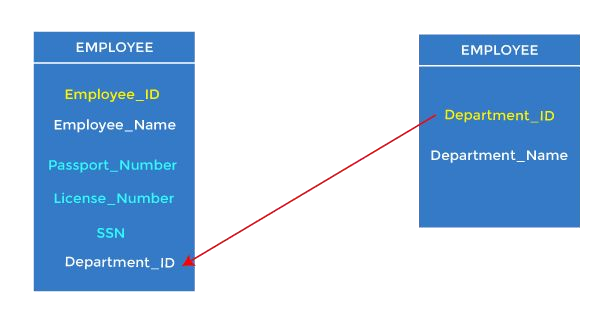 EMPLOYEE
Employee_ID
Employee_Name
Passport_Number
License_Number
SSN
Department_ID
EMPLOYEE
Department_ID
Department_Name